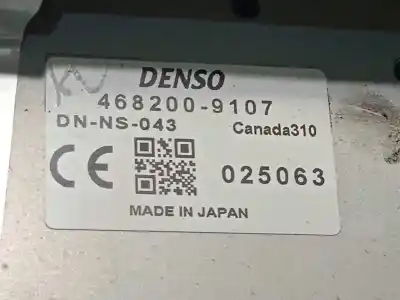 DENSO
468200-9107
DN-NS-043 Canada310
CE 025063
MADE IN JAPAN